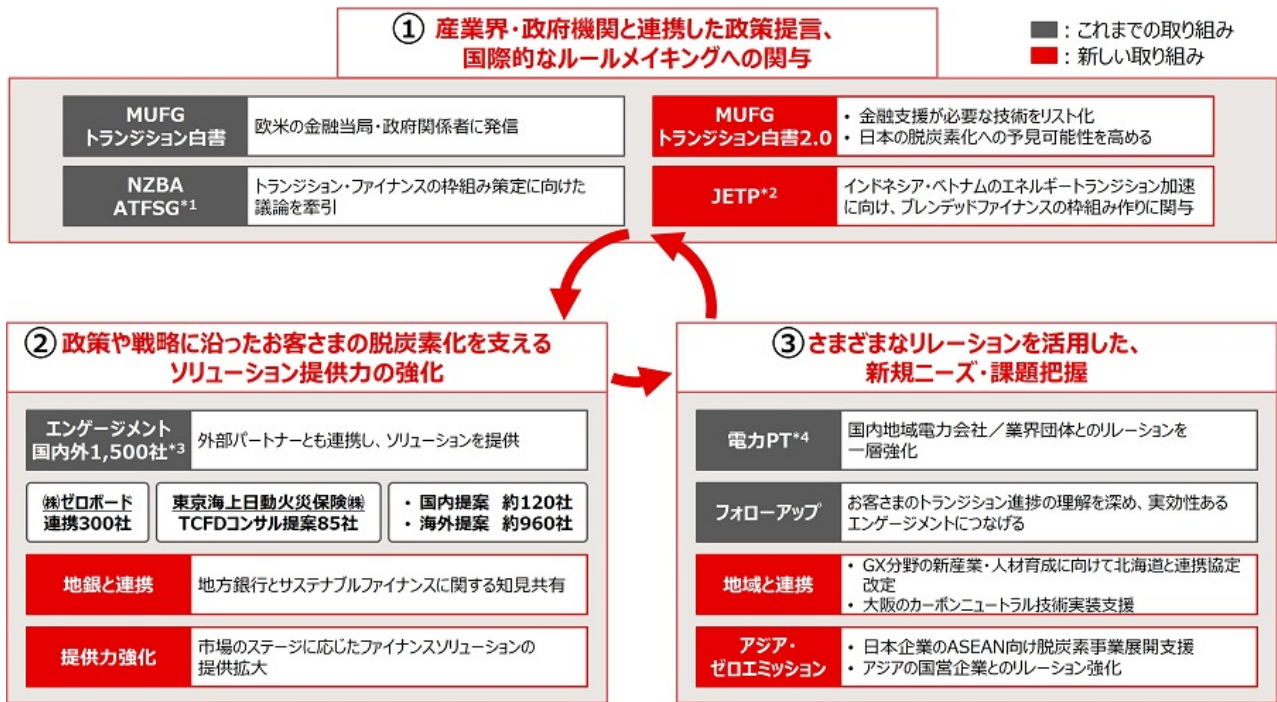 ① 産業界・政府機関と連携した政策提言、
国際的なルールメイキングへの関与
■：これまでの取り組み
■：新しい取り組み
MUFG
トランジション白書
欧米の金融当局・政府関係者に発信
MUFG
トランジション白書2.0
・ 金融支援が必要な技術をリスト化
・ 日本の脱炭素化への予見可能性を高める
NZBA
ATFSG*1
トランジション・ファイナンスの枠組み策定に向けた
議論を牽引
JETP*2
インドネシア・ベトナムのエネルギートランジション加速
に向け、ブレンデッドファイナンスの枠組み作りに関与
② 政策や戦略に沿ったお客さまの脱炭素化を支える
ソリューション提供力の強化
エンゲージメント
国内外1,500社*3
外部パートナーとも連携し、ソリューションを提供
㈱ゼロボード
連携300社
東京海上日動火災保険㈱
TCFDコンサル提案85社
・ 国内提案 約120社
・ 海外提案 約960社
地銀と連携
地方銀行とサステナブルファイナンスに関する知見共有
提供力強化
市場のステージに応じたファイナンスソリューションの
提供拡大
③ さまざまなリレーションを活用した、
新規ニーズ・課題把握
電力PT*4
国内地域電力会社／業界団体とのリレーションを
一層強化
フォローアップ
お客さまのトランジション進捗の理解を深め、実効性ある
エンゲージメントにつなげる
地域と連携
・ GX分野の新産業・人材育成に向けて北海道と連携協定
改定
・ 大阪のカーボンニュートラル技術実装支援
アジア・
ゼロエミッション
・ 日本企業のASEAN向け脱炭素事業展開支援
・ アジアの国営企業とのリレーション強化